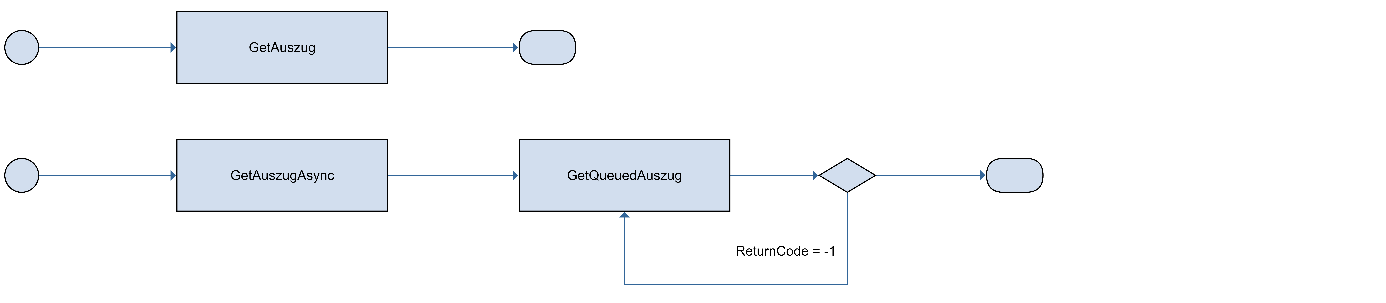 GetAuszug
GetAuszugAsync
GetQueuedAuszug
ReturnCode = -1